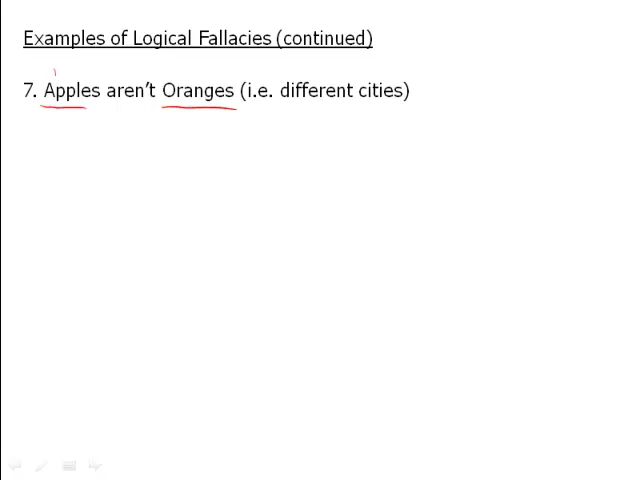 Examples of Logical Fallacies (continued)
7. Apples aren't Oranges (i.e. different cities)